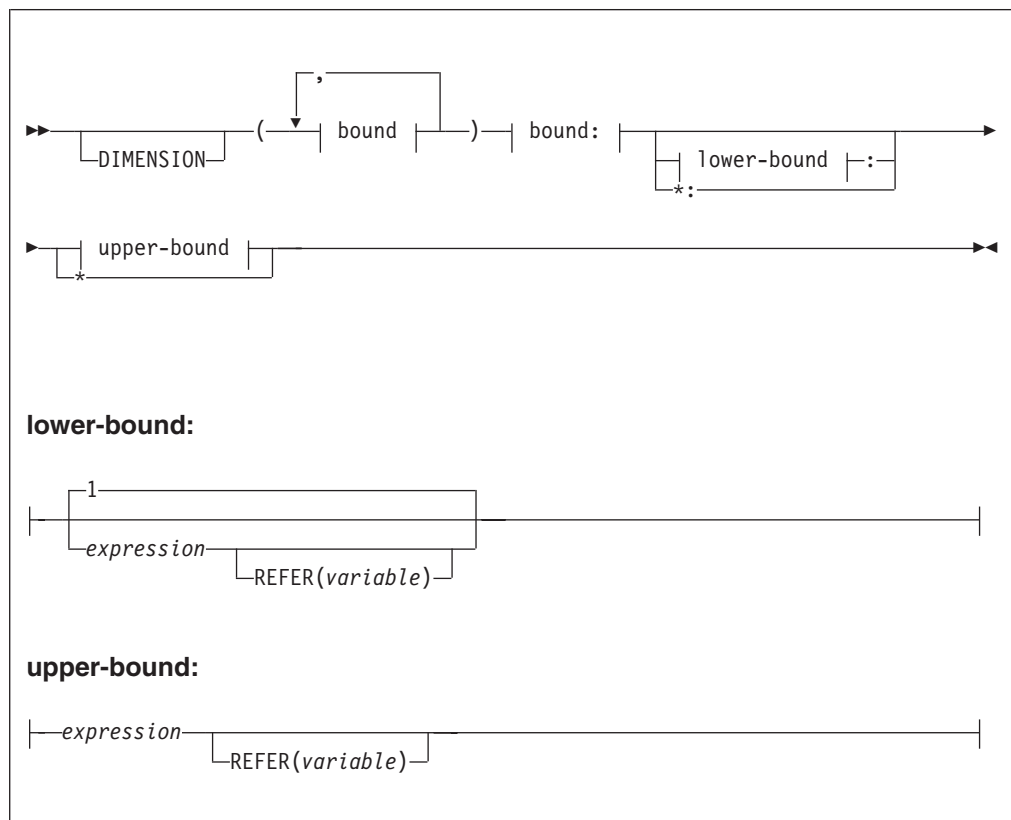 ,
( bound ) bound:
DIMENSION
lower-bound :
*:
upper-bound
*
lower-bound:
1
expression
REFER(variable)
upper-bound:
expression
REFER(variable)